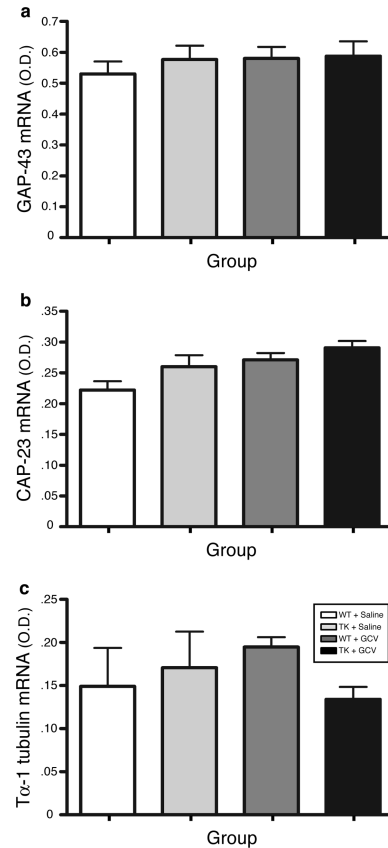 a
GAP-43 mRNA (O.D.)
0.7
0.6
0.5
0.4
0.3
0.2
0.1
0
Group
b
CAP-23 mRNA (O.D.)
.35
.30
.25
.20
.15
.10
.05
0
Group
c
Tα-1 tubulin mRNA (O.D.)
.25
.20
.15
.10
.05
0
WT + Saline
TK + Saline
WT + GCV
TK + GCV
Group